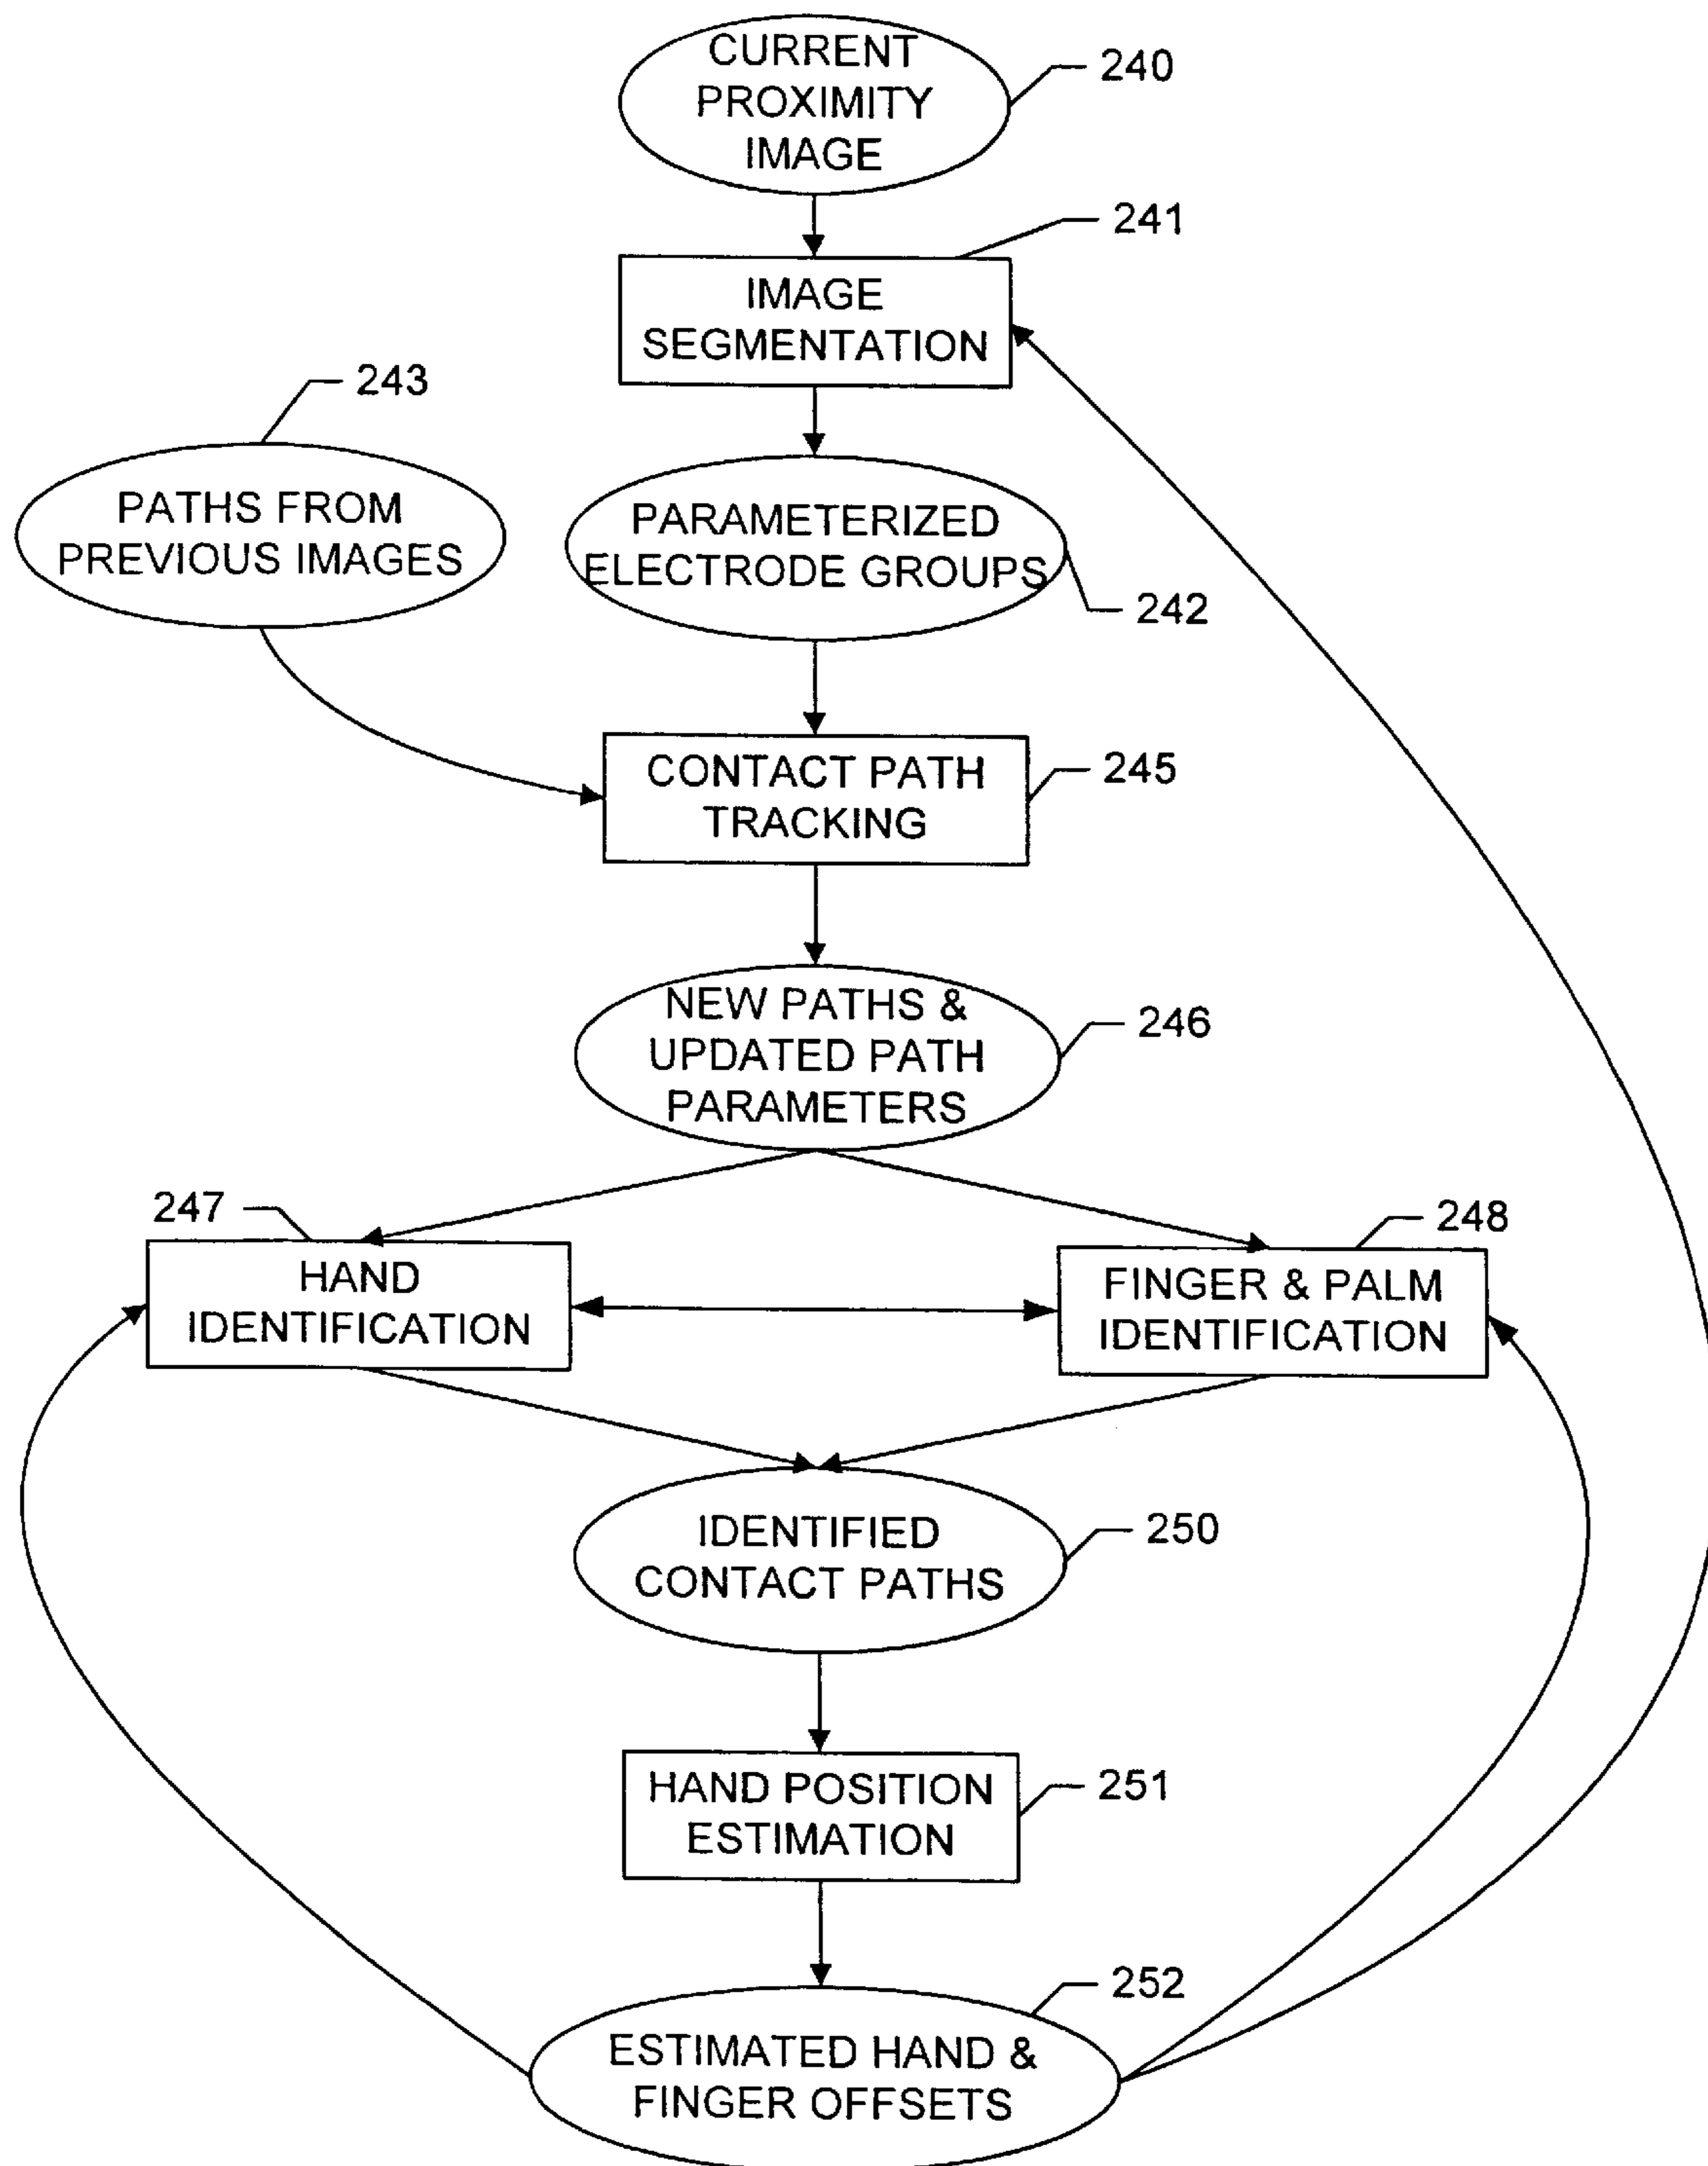 CURRENT
PROXIMITY
IMAGE
240
241
IMAGE
SEGMENTATION
243
PATHS FROM
PREVIOUS IMAGES
PARAMETERIZED
ELECTRODE GROUPS
242
CONTACT PATH
TRACKING
245
NEW PATHS &
UPDATED PATH
PARAMETERS
246
247
HAND
IDENTIFICATION
248
FINGER & PALM
IDENTIFICATION
IDENTIFIED
CONTACT PATHS
250
HAND POSITION
ESTIMATION
251
252
ESTIMATED HAND &
FINGER OFFSETS